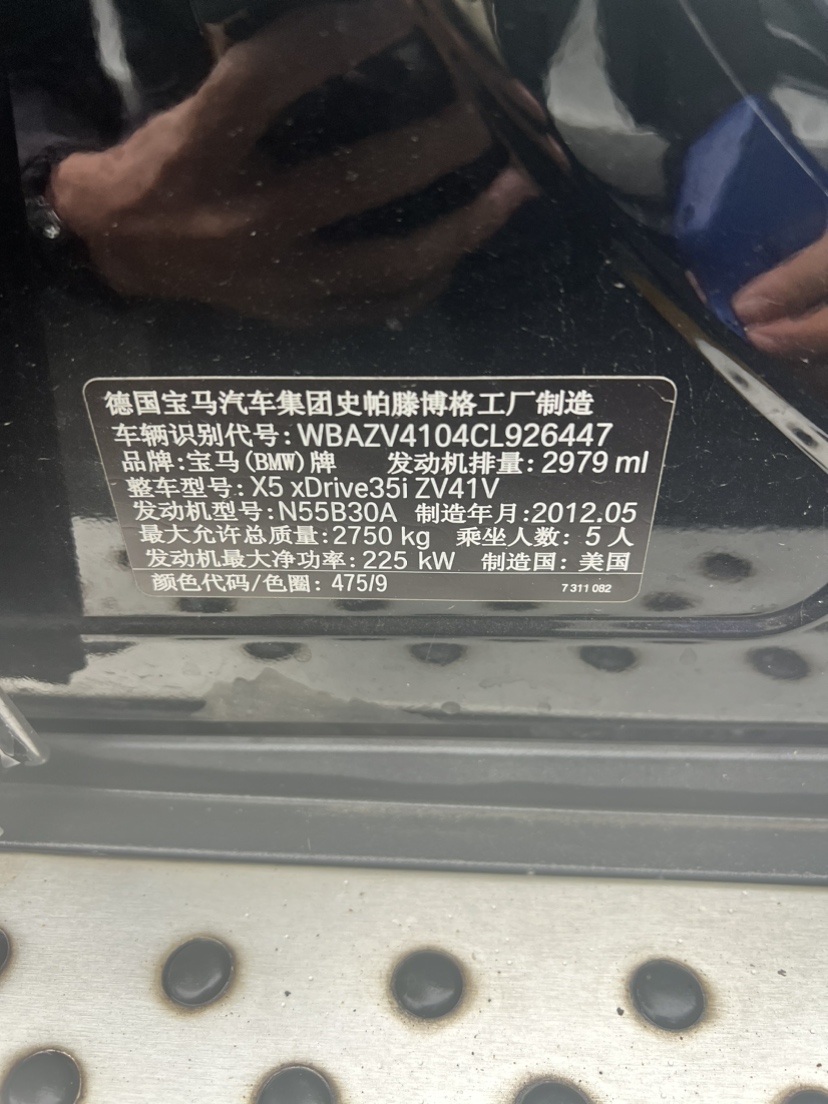 德国宝马汽车集团史帕滕博格工厂制造
车辆识别代号:WBAZV4104CL926447
品牌:宝马(BMW)牌 发动机排量:2979 ml
整车型号:X5 xDrive35i ZV41V
发动机型号:N55B30A 制造年月:2012.05
最大允许总质量:2750 kg 乘坐人数: 5 人
发动机最大净功率:225 kW 制造国: 美国
颜色代码/色圈: 475/9 7 311 082